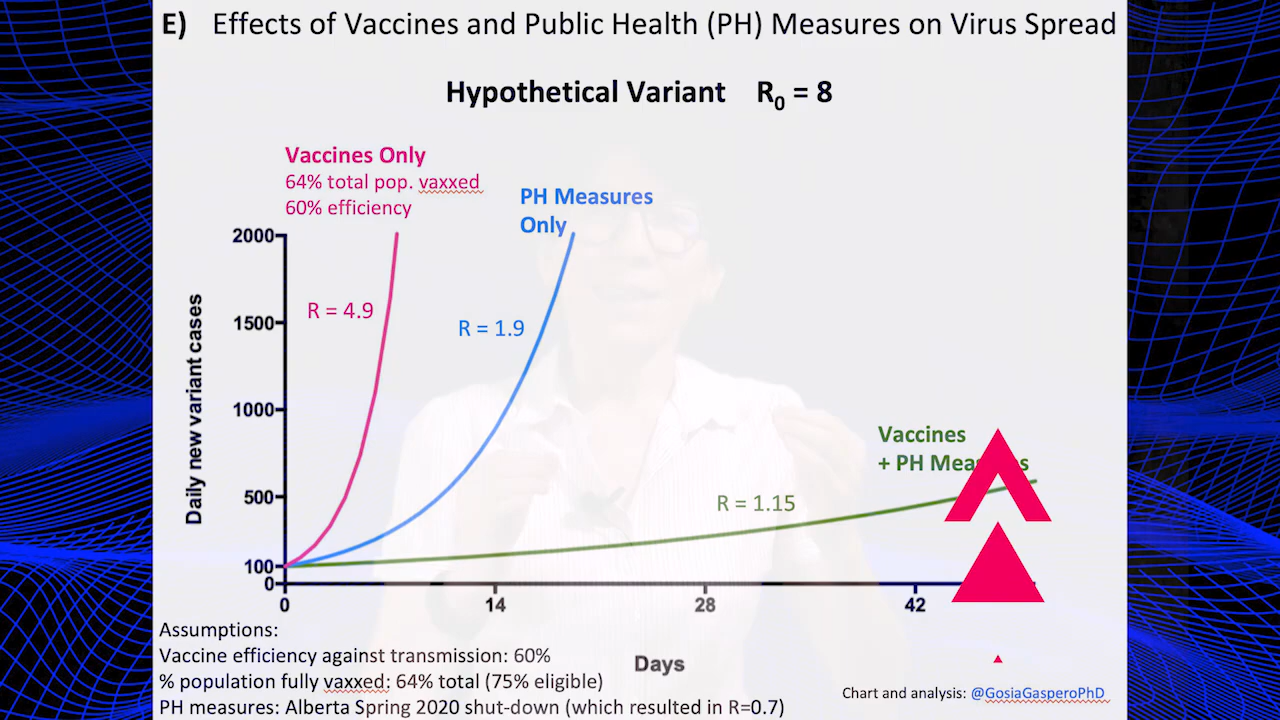 E) Effects of Vaccines and Public Health (PH) Measures on Virus Spread
Hypothetical Variant R₀ = 8
Vaccines Only
64% total pop. vaxxed
60% efficiency
PH Measures
Only
2000
1500
1000
500
100
0
Daily new variant cases
R = 4.9
R = 1.9
R = 1.15
Vaccines
+ PH Measures
0 14 28 42
Days
Assumptions:
Vaccine efficiency against transmission: 60%
% population fully vaxxed: 64% total (75% eligible)
PH measures: Alberta Spring 2020 shut-down (which resulted in R=0.7)
Chart and analysis: @GosiaGasperoPhD